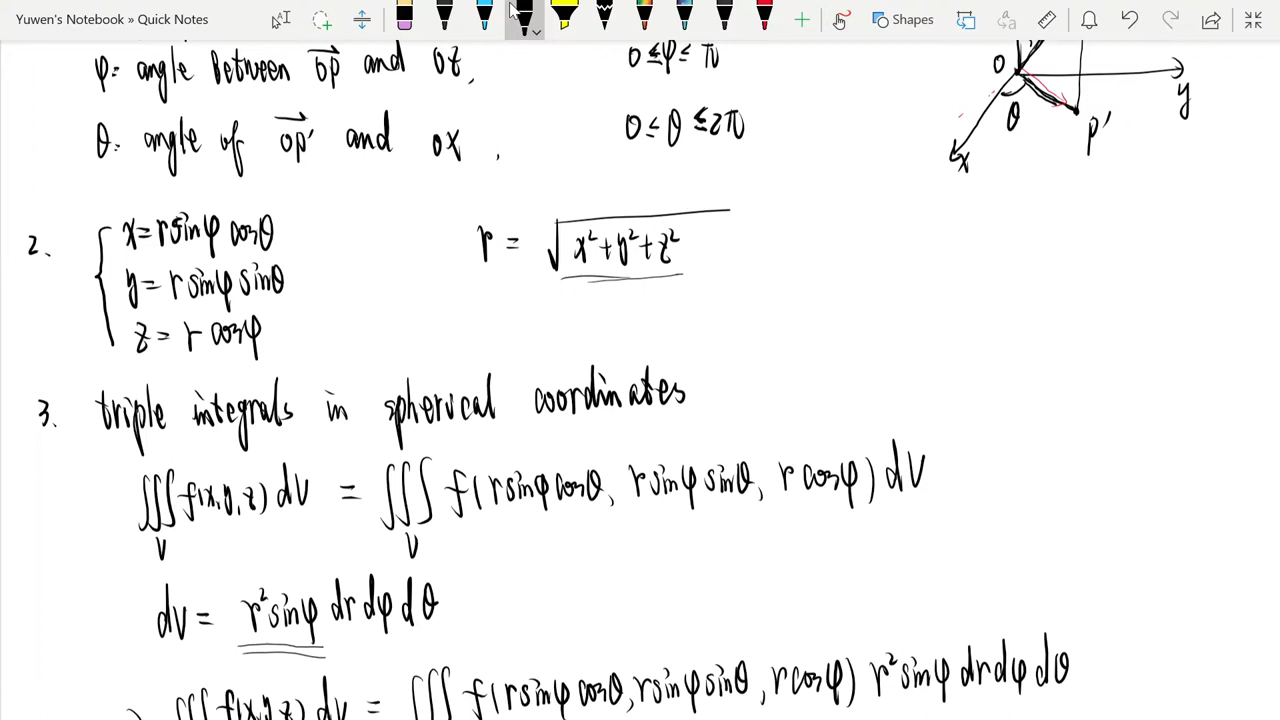 Yuwen's Notebook » Quick Notes
Shapes
φ= angle between →OP and OZ, 0 ≤ φ ≤ π
θ= angle of →OP' and OX, 0 ≤ θ ≤ 2π
O
y
θ
P'
x
2. { x = r sinφ cosθ r = √(x²+y²+z²)
y = r sinφ sinθ
z = r cosφ
3. triple integrals in spherical coordinates
∭_V f(x,y,z) dV = ∭_V f(r sinφ cosθ, r sinφ sinθ, r cosφ) dV
dV = r² sinφ dr dφ dθ
∭ f(x,y,z) dV = ∭ f(r sinφ cosθ, r sinφ sinθ, r cosφ) r² sinφ dr dφ dθ